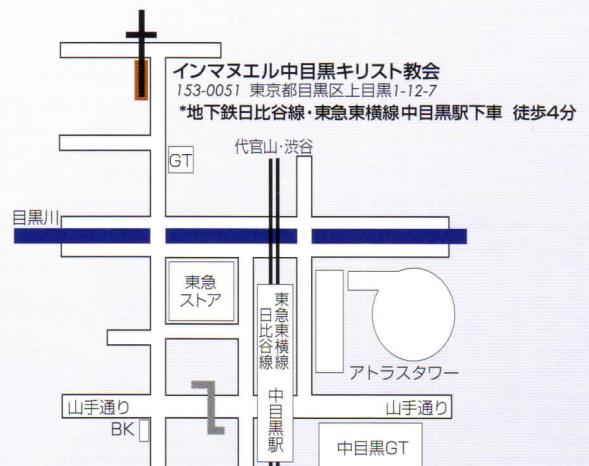 インマヌエル中目黒キリスト教会
153-0051 東京都目黒区上目黒1-12-7
*地下鉄日比谷線・東急東横線中目黒駅下車 徒歩4分
代官山・渋谷
GT
目黒川
東急
ストア
東急東横線
日比谷線
中目黒駅
アトラスタワー
山手通り
山手通り
BK
中目黒GT